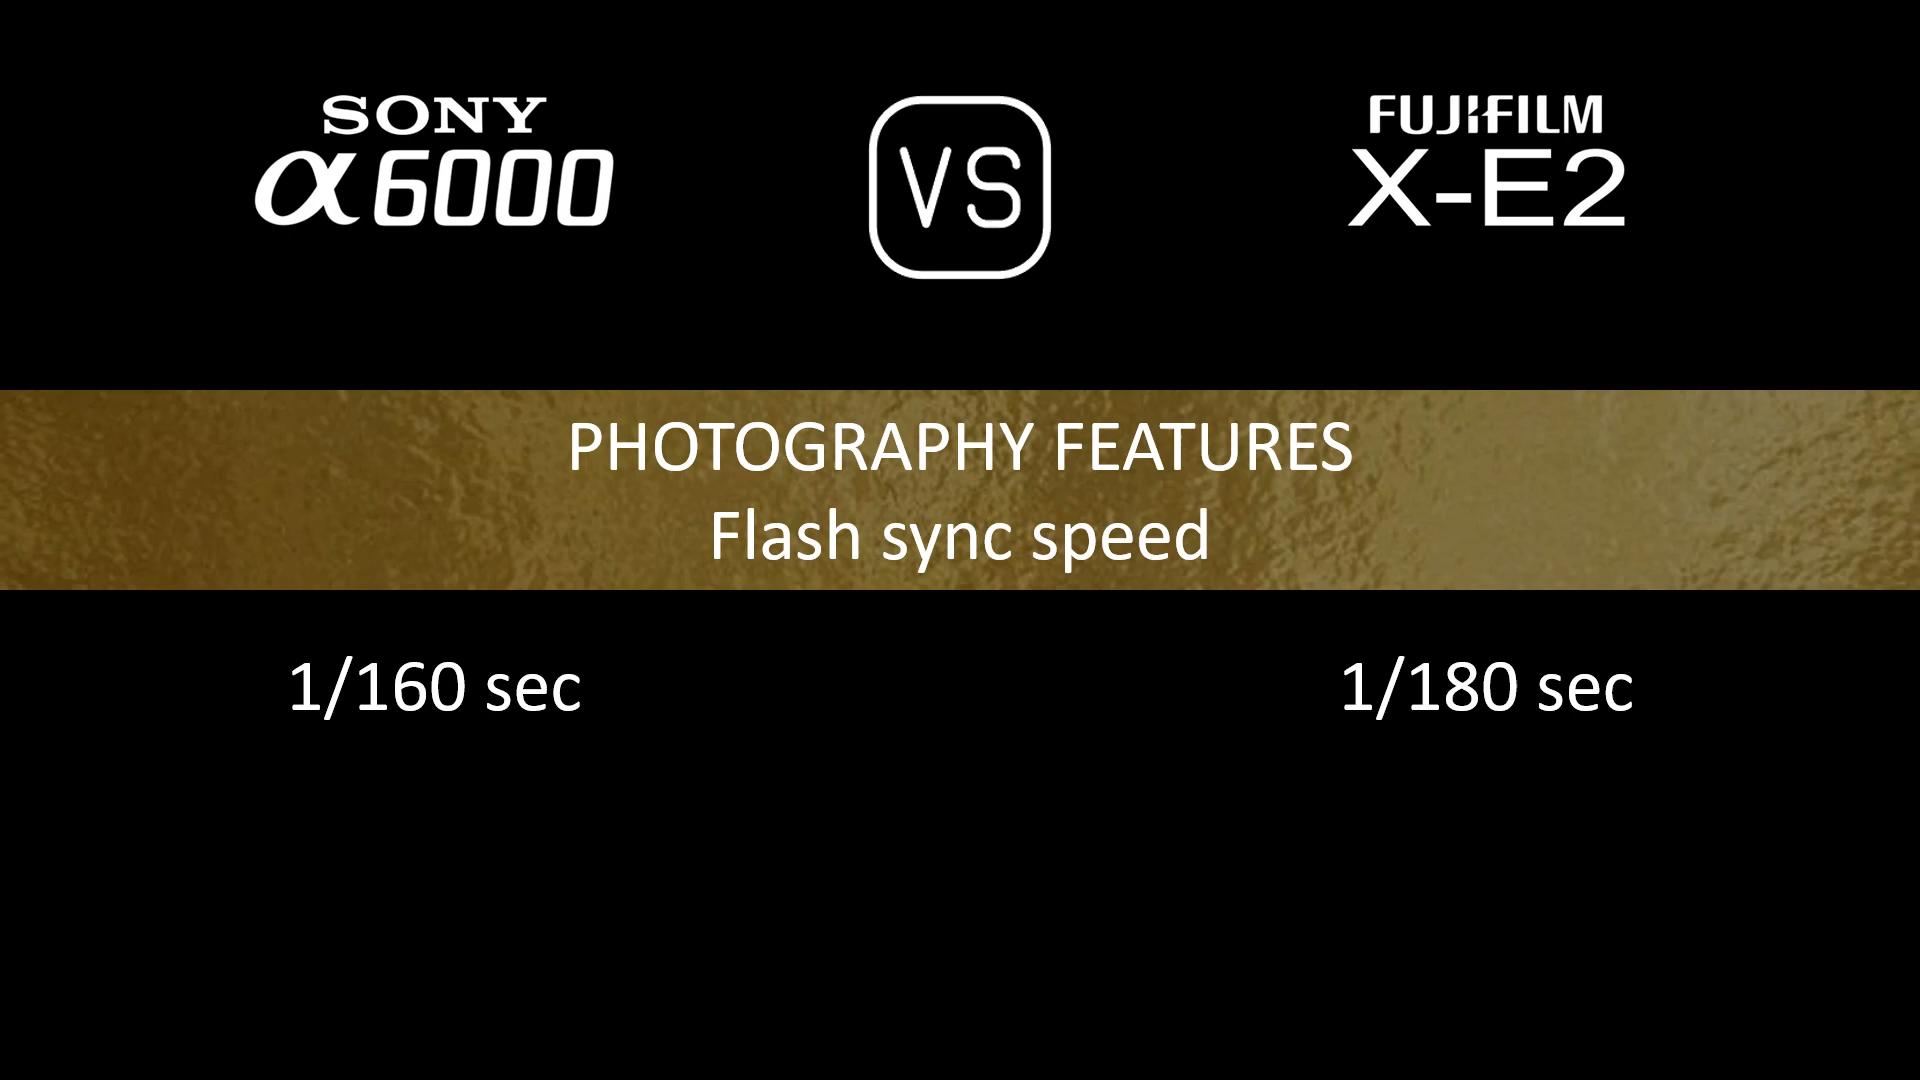 SONY
α6000
VS
FUJIFILM
X-E2
PHOTOGRAPHY FEATURES
Flash sync speed
1/160 sec
1/180 sec